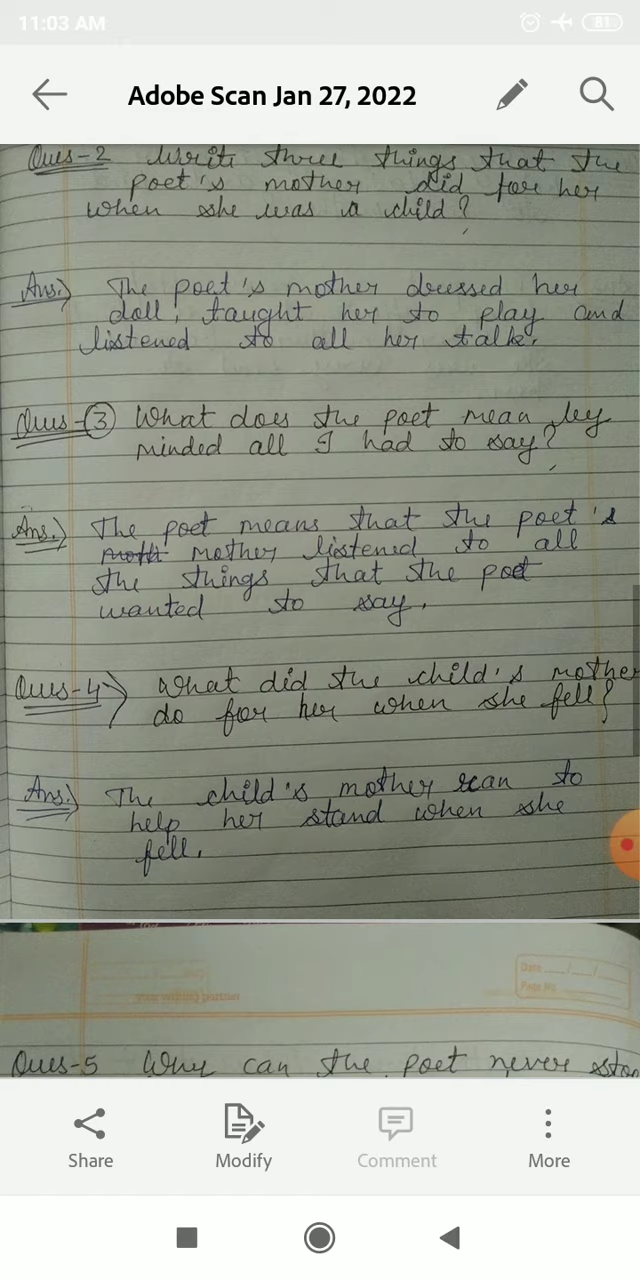 11:03 AM
81
Adobe Scan Jan 27, 2022
Ques-2 Write three things that the
poet's mother did for her
when she was a child?
Ans.) The poet's mother dressed her
doll, taught her to play and
listened to all her talk.
Ques-(3) What does the poet mean by
minded all I had to say?
Ans.) The poet means that the poet's
moth mother listened to all
the things that the poet
wanted to say.
Ques-4) What did the child's mother
do for her when she fell?
Ans.) The child's mother ran to
help her stand when she
fell.
Date
Page No
Ques-5 Why can the poet never
Share
Modify
Comment
More